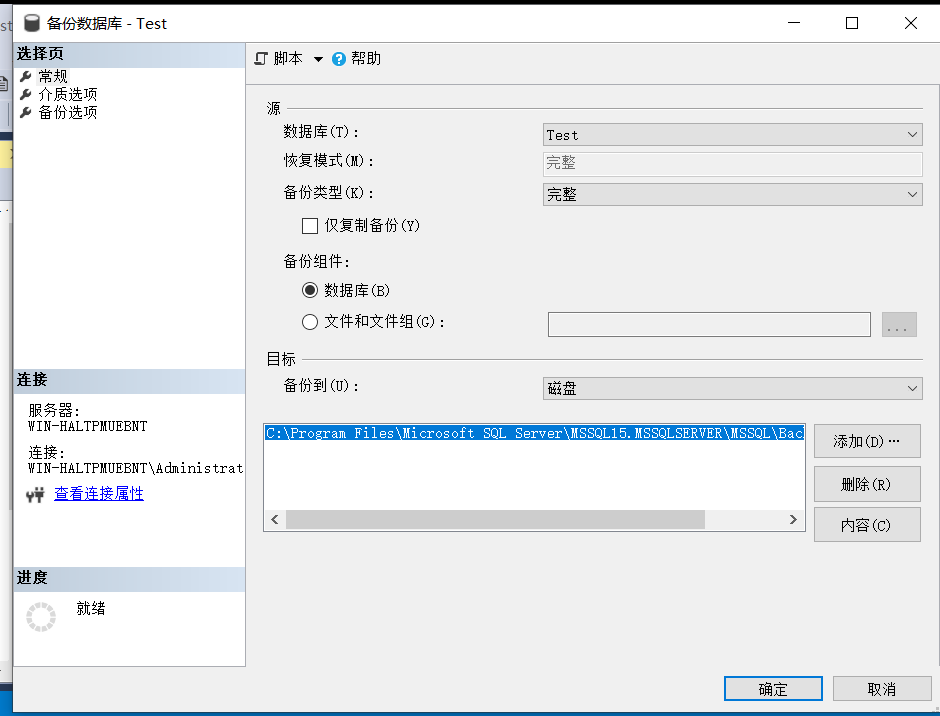 备份数据库 - Test
选择页
常规
介质选项
备份选项
脚本
帮助
源
数据库(T):
Test
恢复模式(M):
完整
备份类型(K):
完整
仅复制备份(Y)
备份组件:
数据库(B)
文件和文件组(G):
...
目标
备份到(U):
磁盘
C:\Program Files\Microsoft SQL Server\MSSQL15.MSSQLSERVER\MSSQL\Bac
添加(D)…
删除(R)
内容(C)
连接
服务器:
WIN-HALTPMUEBNT
连接:
WIN-HALTPMUEBNT\Administrat
查看连接属性
进度
就绪
确定
取消